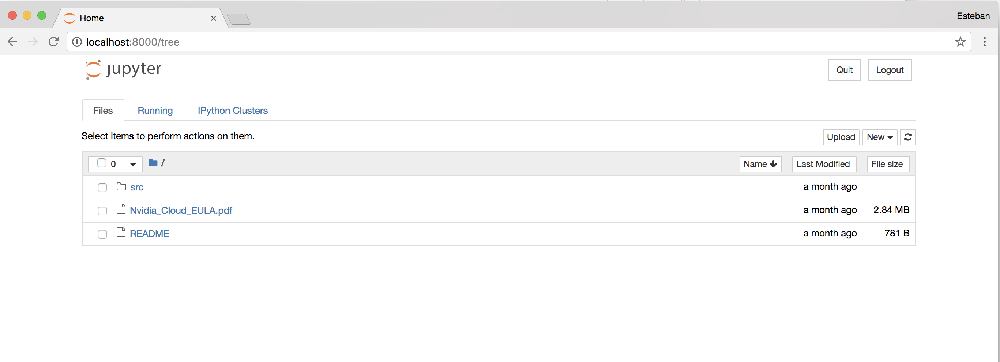 Home
Esteban
localhost:8000/tree
jupyter
Quit Logout
Files Running IPython Clusters
Select items to perform actions on them.
Upload New
0 /
Name Last Modified File size
src a month ago
Nvidia_Cloud_EULA.pdf a month ago 2.84 MB
README a month ago 781 B